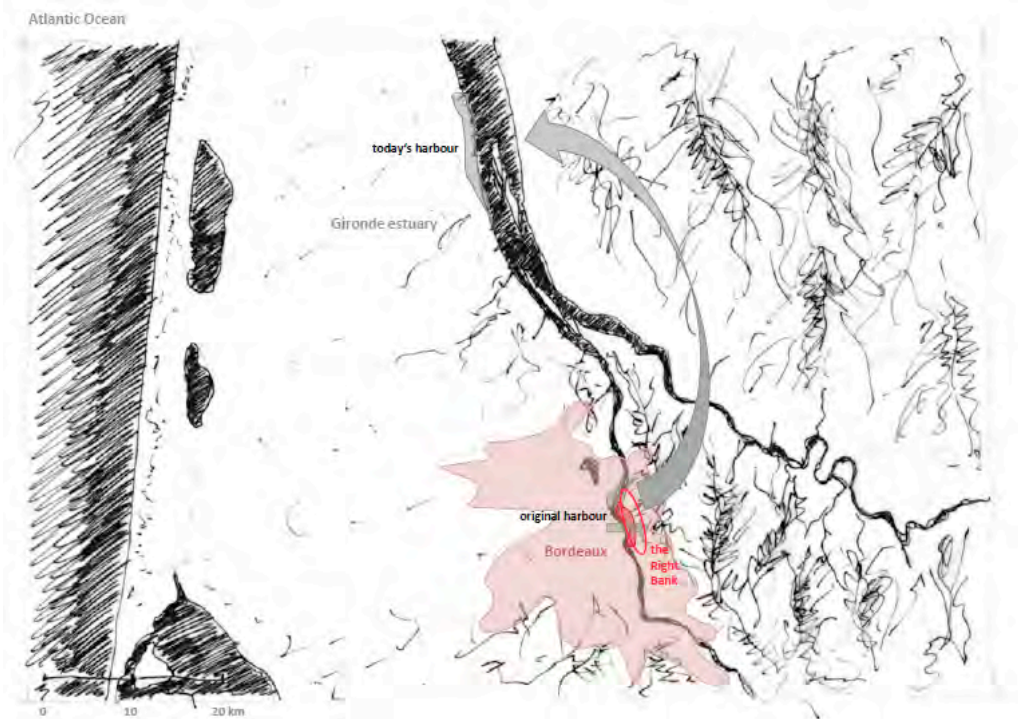 Atlantic Ocean
today's harbour
Gironde estuary
original harbour
Bordeaux
the
Right
Bank
0 10 20 km